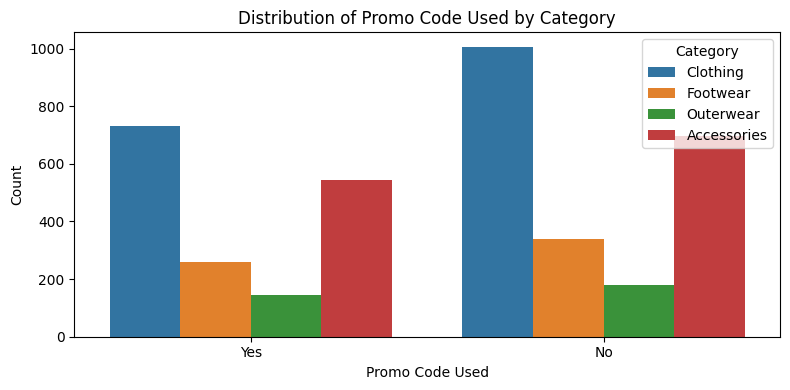 Distribution of Promo Code Used by Category
Count
1000
800
600
400
200
0
Category
Clothing
Footwear
Outerwear
Accessories
Yes
No
Promo Code Used